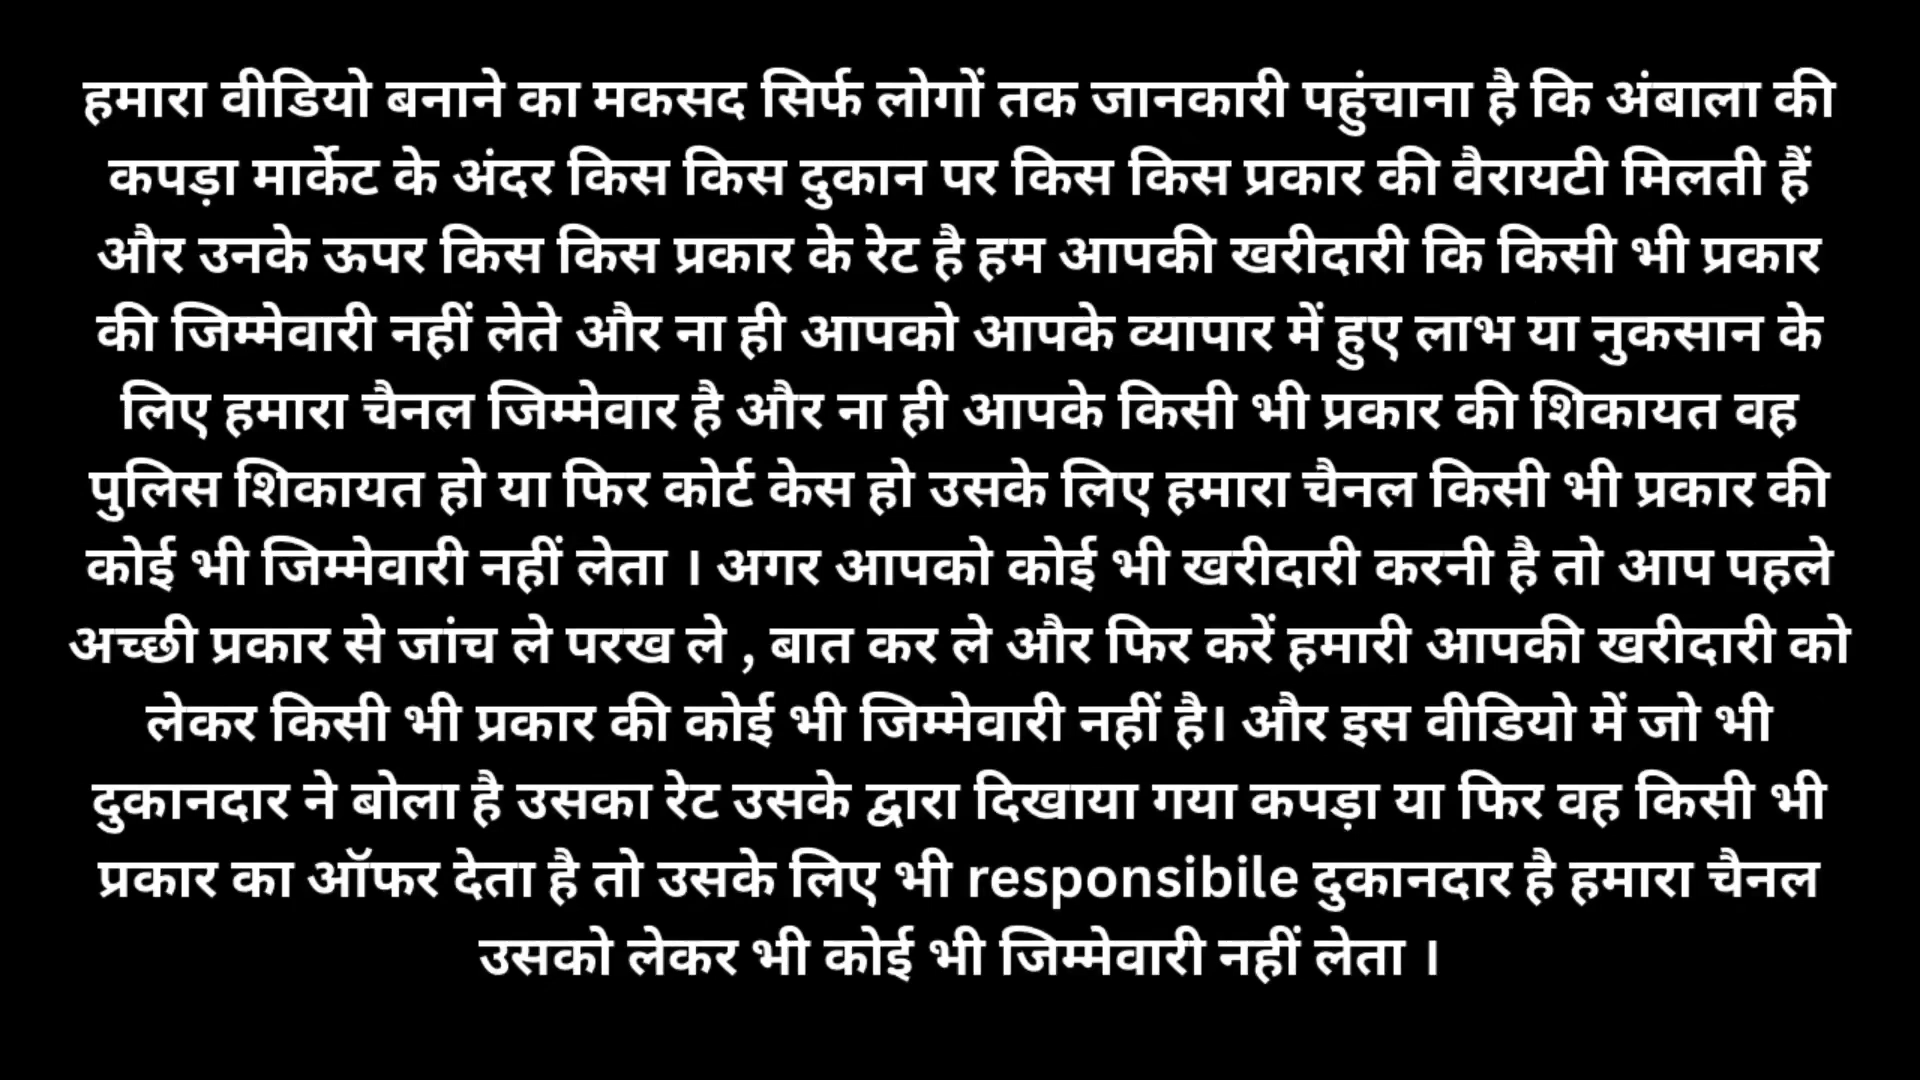 हमारा वीडियो बनाने का मकसद सिर्फ लोगों तक जानकारी पहुंचाना है कि अंबाला की
कपड़ा मार्केट के अंदर किस किस दुकान पर किस किस प्रकार की वैरायटी मिलती हैं
और उनके ऊपर किस किस प्रकार के रेट है हम आपकी खरीदारी कि किसी भी प्रकार
की जिम्मेवारी नहीं लेते और ना ही आपको आपके व्यापार में हुए लाभ या नुकसान के
लिए हमारा चैनल जिम्मेवार है और ना ही आपके किसी भी प्रकार की शिकायत वह
पुलिस शिकायत हो या फिर कोर्ट केस हो उसके लिए हमारा चैनल किसी भी प्रकार की
कोई भी जिम्मेवारी नहीं लेता । अगर आपको कोई भी खरीदारी करनी है तो आप पहले
अच्छी प्रकार से जांच ले परख ले , बात कर ले और फिर करें हमारी आपकी खरीदारी को
लेकर किसी भी प्रकार की कोई भी जिम्मेवारी नहीं है। और इस वीडियो में जो भी
दुकानदार ने बोला है उसका रेट उसके द्वारा दिखाया गया कपड़ा या फिर वह किसी भी
प्रकार का ऑफर देता है तो उसके लिए भी responsibile दुकानदार है हमारा चैनल
उसको लेकर भी कोई भी जिम्मेवारी नहीं लेता ।